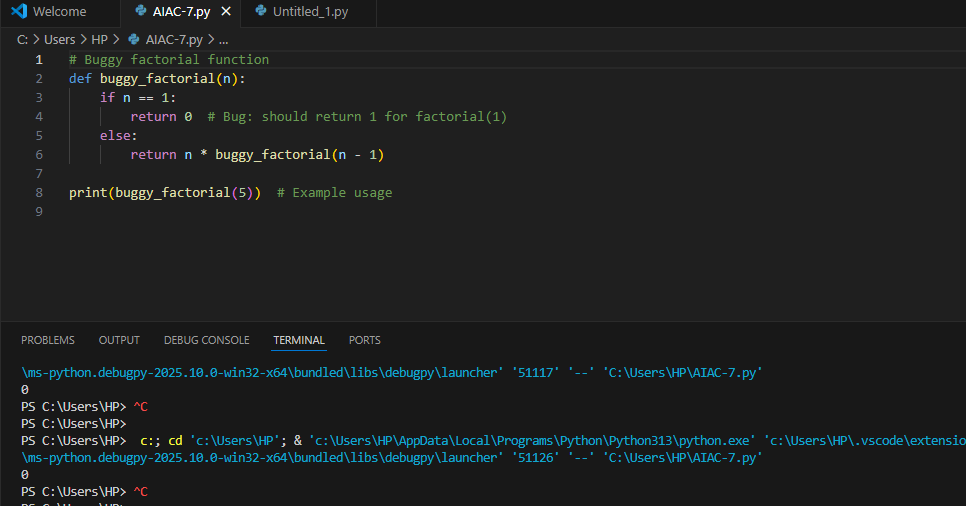 Welcome AIAC-7.py Untitled_1.py
C: > Users > HP > AIAC-7.py > ...
1 # Buggy factorial function
2 def buggy_factorial(n):
3 if n == 1:
4 return 0 # Bug: should return 1 for factorial(1)
5 else:
6 return n * buggy_factorial(n - 1)
7
8 print(buggy_factorial(5)) # Example usage
9
PROBLEMS OUTPUT DEBUG CONSOLE TERMINAL PORTS
\ms-python.debugpy-2025.10.0-win32-x64\bundled\libs\debugpy\launcher' '51117' '--' 'C:\Users\HP\AIAC-7.py'
0
PS C:\Users\HP> ^C
PS C:\Users\HP>
PS C:\Users\HP> c:; cd 'c:\Users\HP'; & 'c:\Users\HP\AppData\Local\Programs\Python\Python313\python.exe' 'c:\Users\HP\.vscode\extensio
\ms-python.debugpy-2025.10.0-win32-x64\bundled\libs\debugpy\launcher' '51126' '--' 'C:\Users\HP\AIAC-7.py'
0
PS C:\Users\HP> ^C
PS C:\Users\HP>